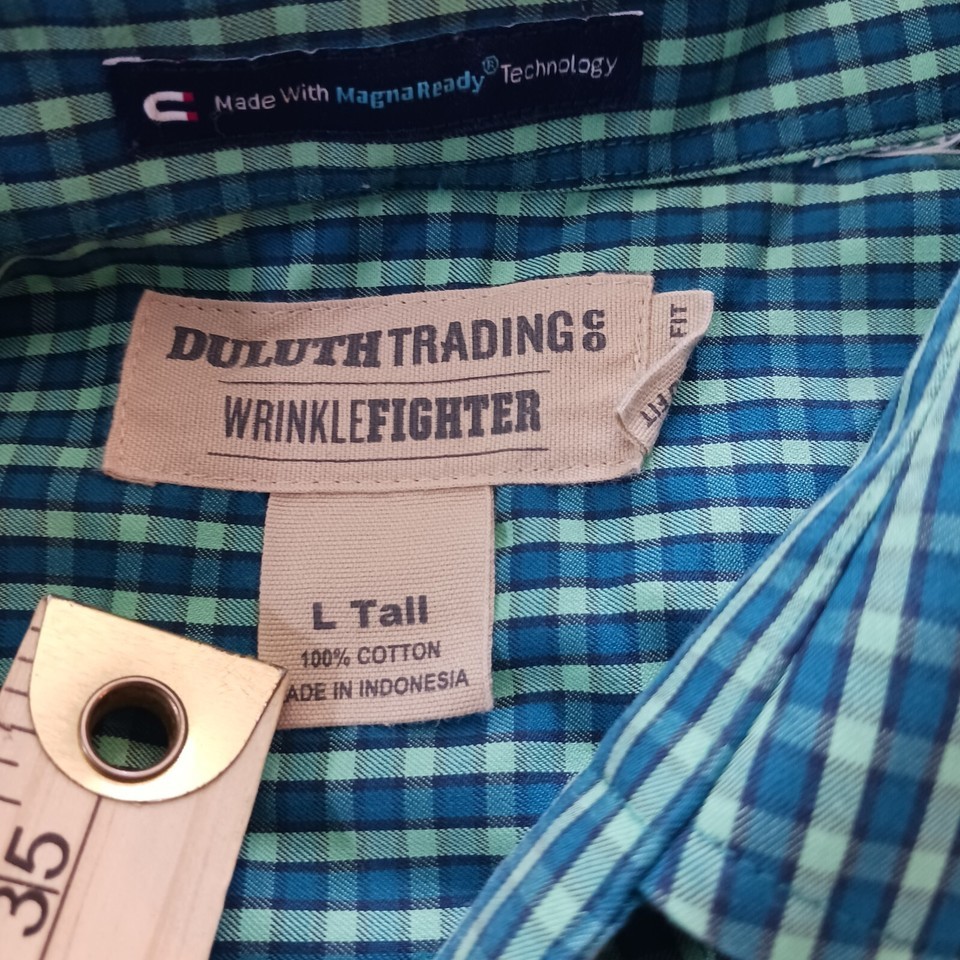 Made With MagnaReady® Technology
DULUTH TRADING CO
WRINKLEFIGHTER
FIT
L Tall
100% COTTON
ADE IN INDONESIA
35